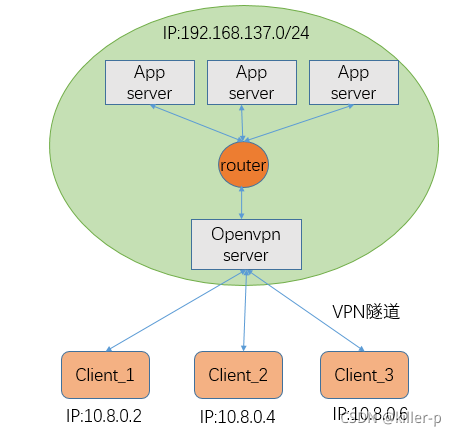 IP:192.168.137.0/24
App server
App server
App server
router
Openvpn server
VPN隧道
Client_1
Client_2
Client_3
IP:10.8.0.2
IP:10.8.0.4
IP:10.8.0.6
CSDN @killer-p